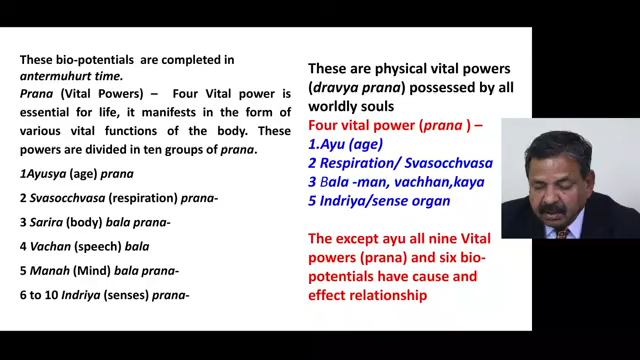 These bio-potentials are completed in
antermuhurt time.
Prana (Vital Powers) – Four Vital power is
essential for life, it manifests in the form of
various vital functions of the body. These
powers are divided in ten groups of prana.
1Ayusya (age) prana
2 Svasocchvasa (respiration) prana-
3 Sarira (body) bala prana-
4 Vachan (speech) bala
5 Manah (Mind) bala prana-
6 to 10 Indriya (senses) prana-
These are physical vital powers
(dravya prana) possessed by all
worldly souls
Four vital power (prana ) –
1.Ayu (age)
2 Respiration/ Svasocchvasa
3 Bala -man, vachhan,kaya
5 Indriya/sense organ
The except ayu all nine Vital
powers (prana) and six bio-
potentials have cause and
effect relationship